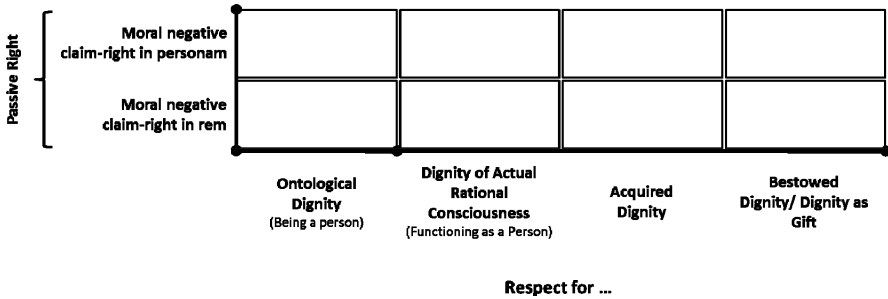 Passive Right
Moral negative
claim-right in personam
Moral negative
claim-right in rem
Ontological
Dignity
(Being a person)
Dignity of Actual
Rational
Consciousness
(Functioning as a Person)
Acquired
Dignity
Bestowed
Dignity/ Dignity as
Gift
Respect for ...